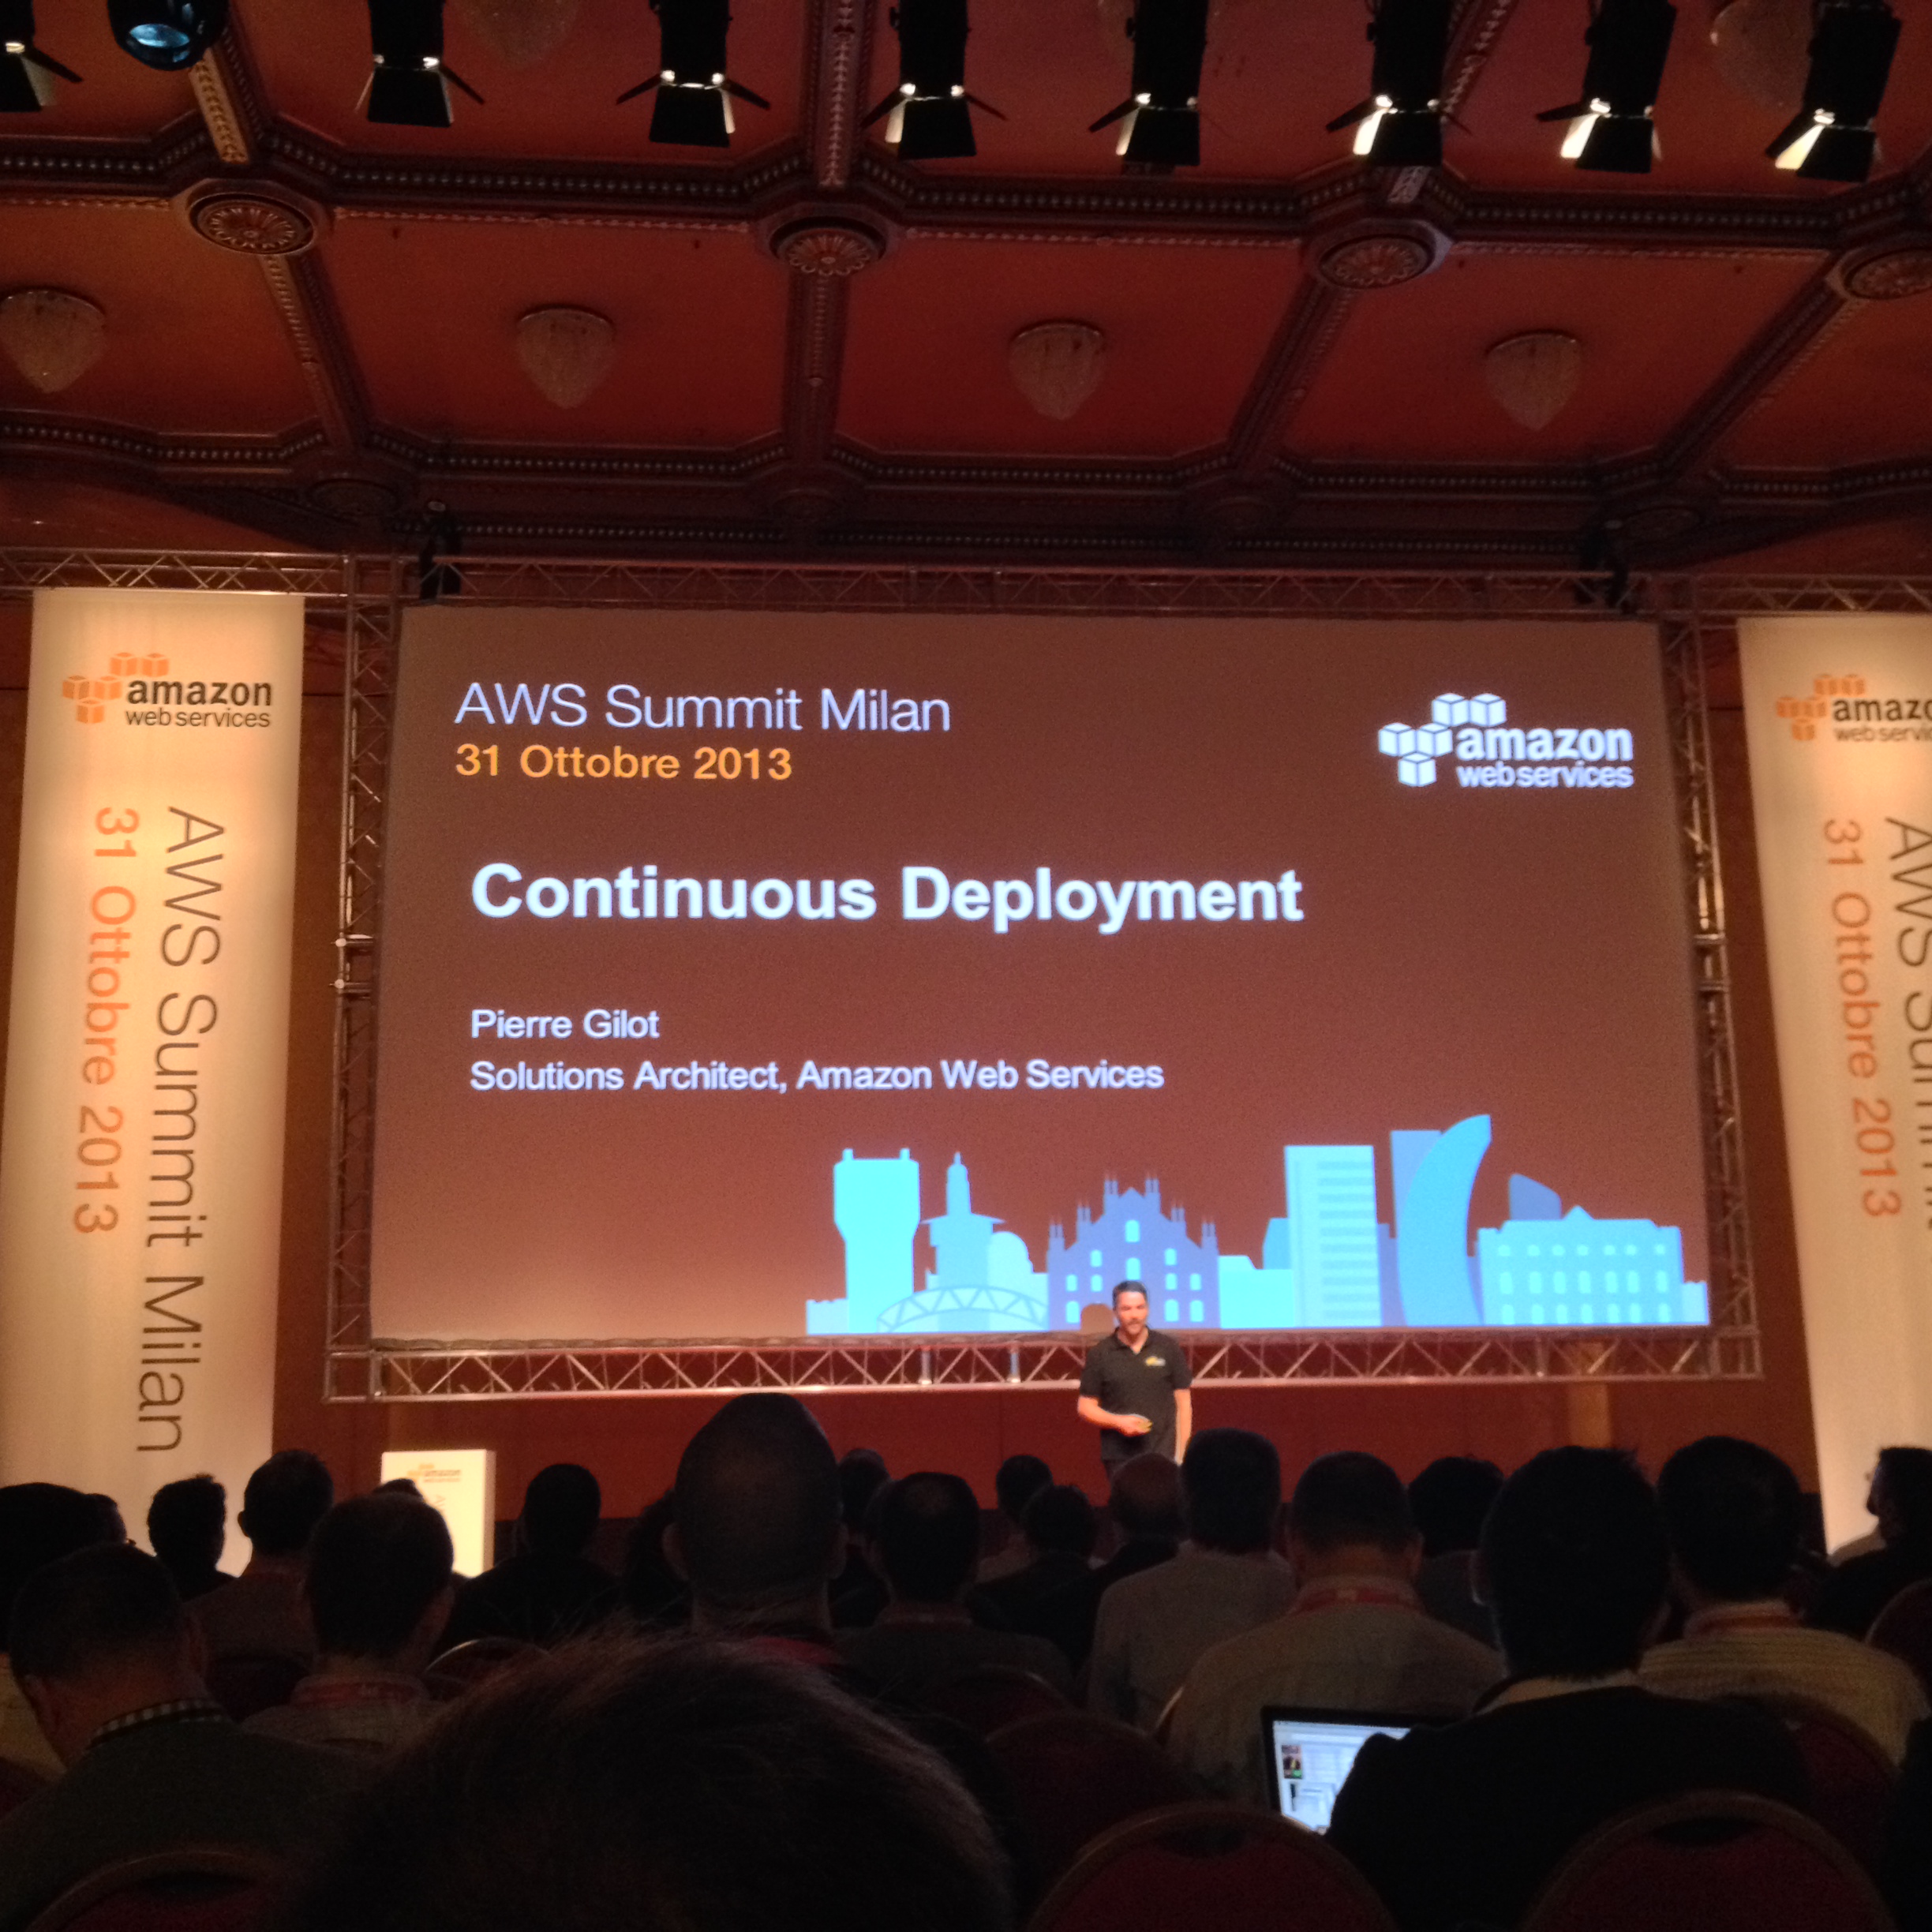 amazon
web services
AWS Summit Milan
31 Ottobre 2013
AWS Summit Milan
31 Ottobre 2013
amazon
web services
Continuous Deployment
Pierre Gilot
Solutions Architect, Amazon Web Services
31 Ottobre 2013
amazon